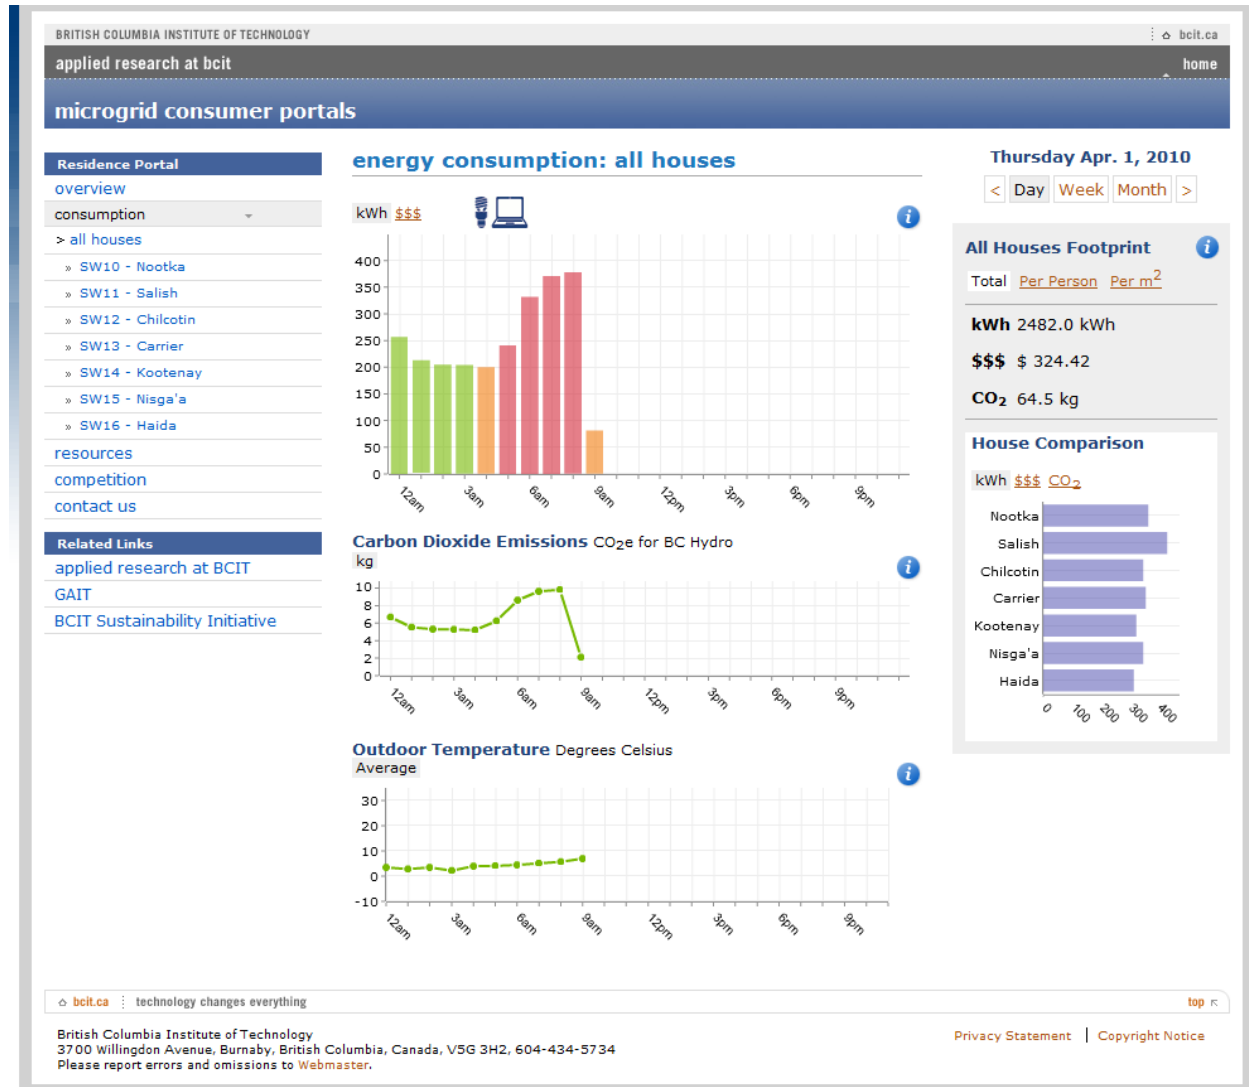 BRITISH COLUMBIA INSTITUTE OF TECHNOLOGY
bcit.ca
applied research at bcit
home
microgrid consumer portals
Residence Portal
overview
consumption
> all houses
» SW10 - Nootka
» SW11 - Salish
» SW12 - Chilcotin
» SW13 - Carrier
» SW14 - Kootenay
» SW15 - Nisga'a
» SW16 - Haida
resources
competition
contact us
Related Links
applied research at BCIT
GAIT
BCIT Sustainability Initiative
energy consumption: all houses
kWh $$$
i
400
350
300
250
200
150
100
50
0
12am 3am 6am 9am 12pm 3pm 6pm 9pm
Carbon Dioxide Emissions CO2e for BC Hydro
kg
i
10
8
6
4
2
0
12am 3am 6am 9am 12pm 3pm 6pm 9pm
Outdoor Temperature Degrees Celsius
Average
i
30
20
10
0
-10
12am 3am 6am 9am 12pm 3pm 6pm 9pm
Thursday Apr. 1, 2010
< Day Week Month >
All Houses Footprint
i
Total Per Person Per m2
kWh 2482.0 kWh
$$$ $ 324.42
CO2 64.5 kg
House Comparison
kWh $$$ CO2
Nootka
Salish
Chilcotin
Carrier
Kootenay
Nisga'a
Haida
0 100 200 300 400
bcit.ca technology changes everything
top
British Columbia Institute of Technology
3700 Willingdon Avenue, Burnaby, British Columbia, Canada, V5G 3H2, 604-434-5734
Please report errors and omissions to Webmaster.
Privacy Statement | Copyright Notice